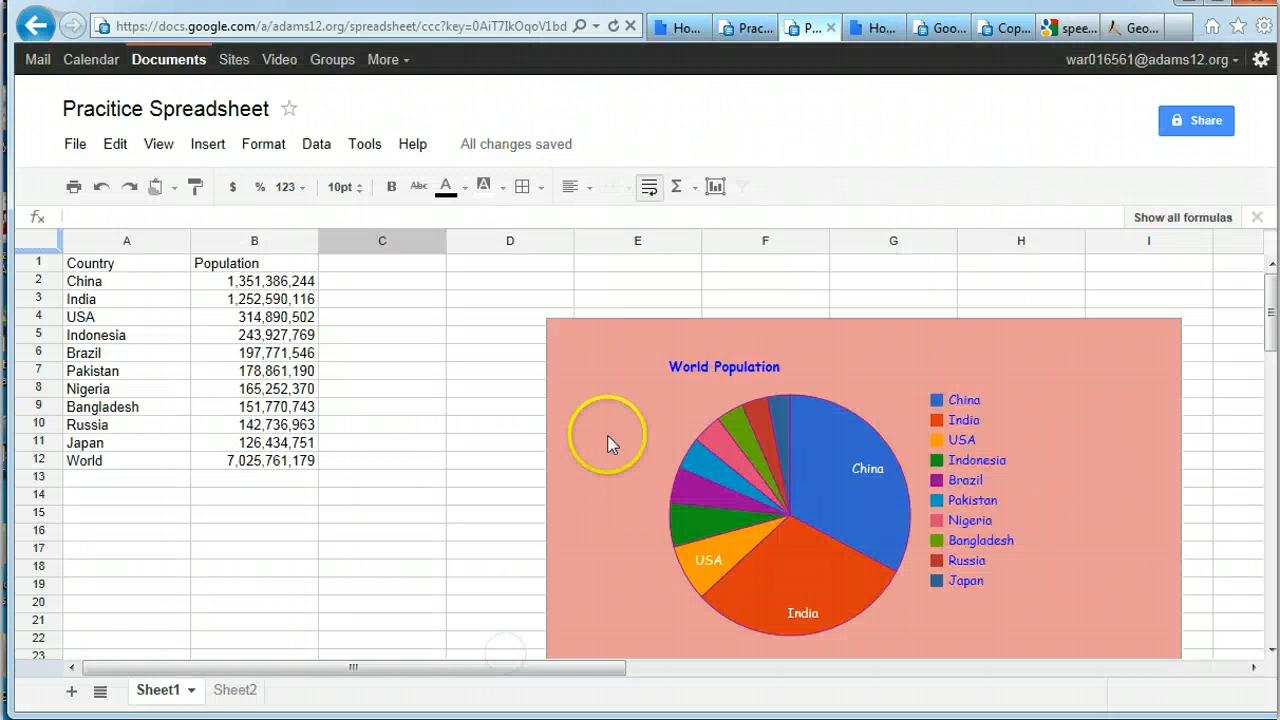 https://docs.google.com/a/adams12.org/spreadsheet/ccc?key=0AiT7IkOqoV1bd
Ho... Prac... P... Ho... Goo... Cop... spee... Geo...
Mail Calendar Documents Sites Video Groups More war016561@adams12.org
Pracitice Spreadsheet
Share
File Edit View Insert Format Data Tools Help All changes saved
$ % 123 10pt B Abc A A Σ
fx Show all formulas
A B C D E F G H I
1 Country Population
2 China 1,351,386,244
3 India 1,252,590,116
4 USA 314,890,502
5 Indonesia 243,927,769
6 Brazil 197,771,546
7 Pakistan 178,861,190
8 Nigeria 165,252,370
9 Bangladesh 151,770,743
10 Russia 142,736,963
11 Japan 126,434,751
12 World 7,025,761,179
13
14
15
16
17
18
19
20
21
22
23
World Population
China
India
USA
China
India
USA
Indonesia
Brazil
Pakistan
Nigeria
Bangladesh
Russia
Japan
Sheet1 Sheet2